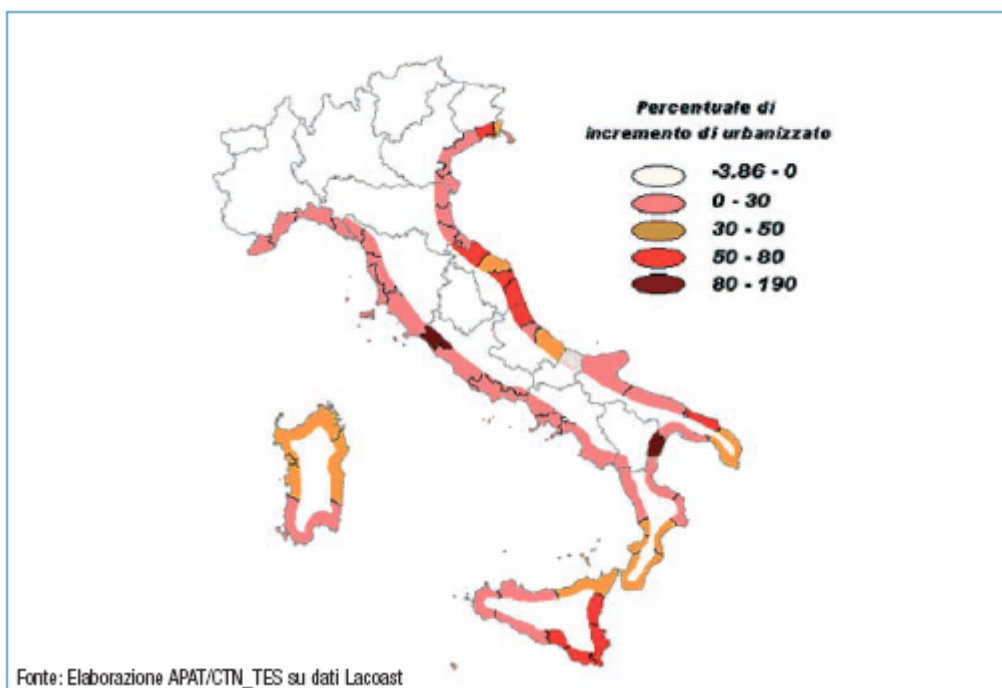 Percentuale di
incremento di urbanizzato
-3.86 - 0
0 - 30
30 - 50
50 - 80
80 - 190
Fonte: Elaborazione APAT/CTN_TES su dati Lacoast